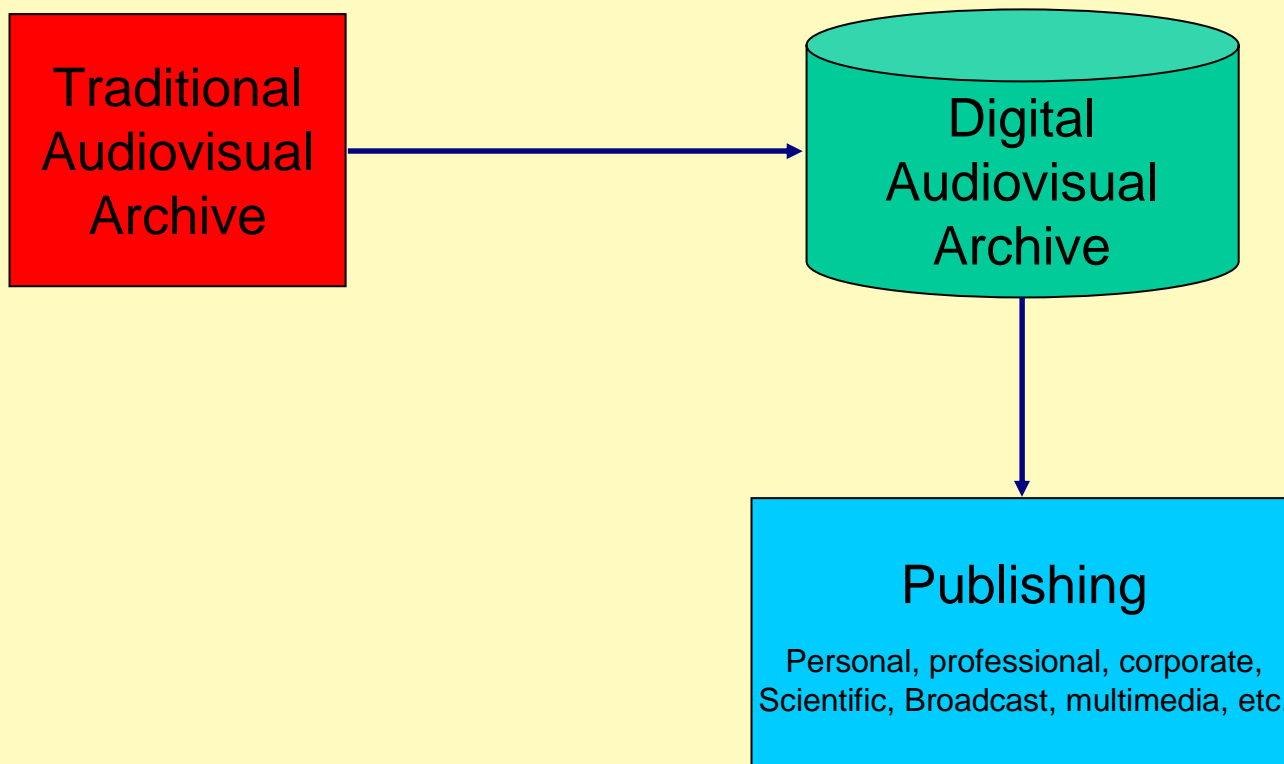 Traditional
Audiovisual
Archive
Digital
Audiovisual
Archive
Publishing
Personal, professional, corporate,
Scientific, Broadcast, multimedia, etc.